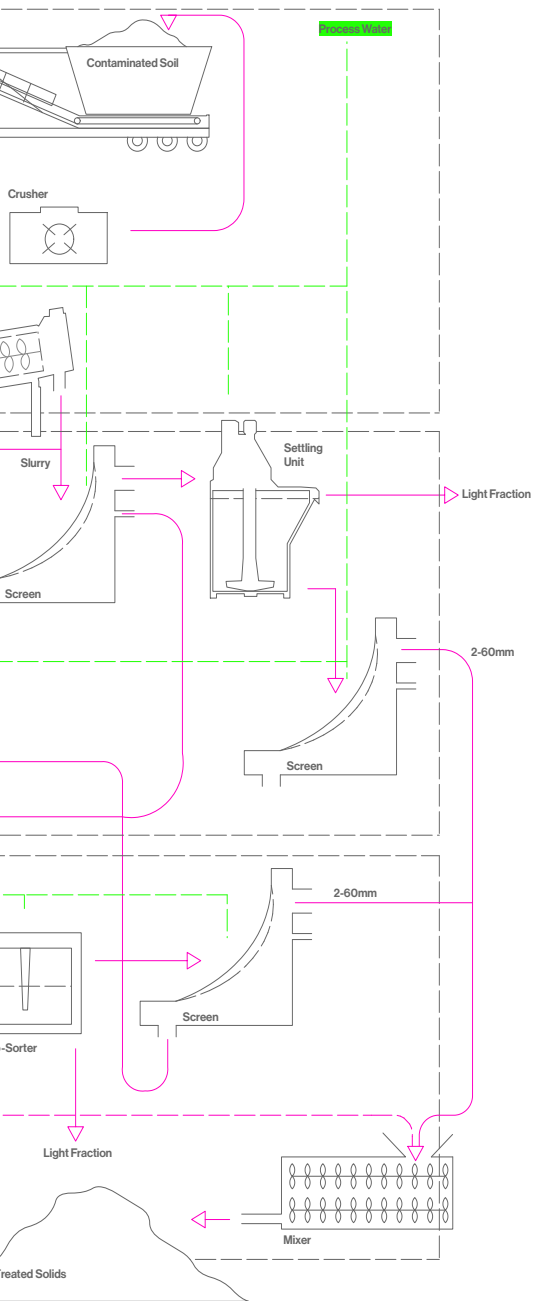 Process Water
Contaminated Soil
Crusher
Slurry
Settling
Unit
Light Fraction
Screen
2-60mm
Screen
2-60mm
Screen
-Sorter
Light Fraction
Mixer
reated Solids